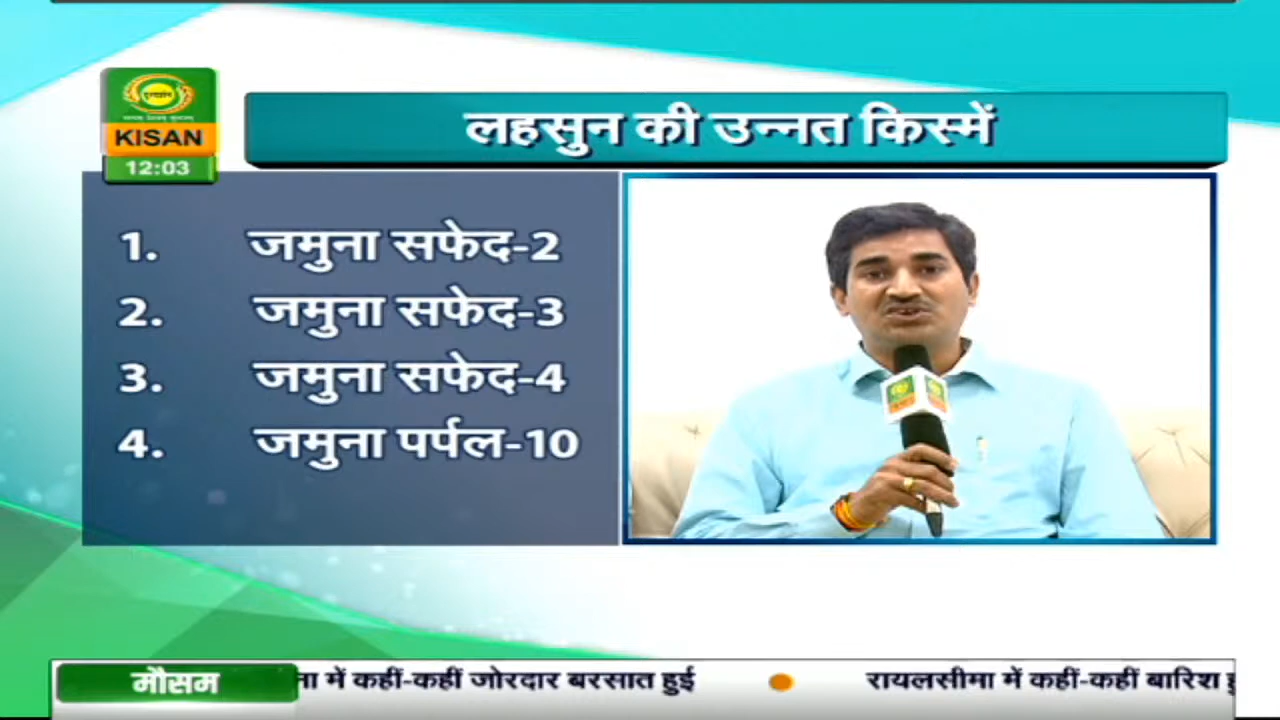 लहसुन की उन्नत किस्में
KISAN
12:03
1. जमुना सफेद-2
2. जमुना सफेद-3
3. जमुना सफेद-4
4. जमुना पर्पल-10
मौसम
में कहीं-कहीं जोरदार बरसात हुई
रायलसीमा में कहीं-कहीं बारिश